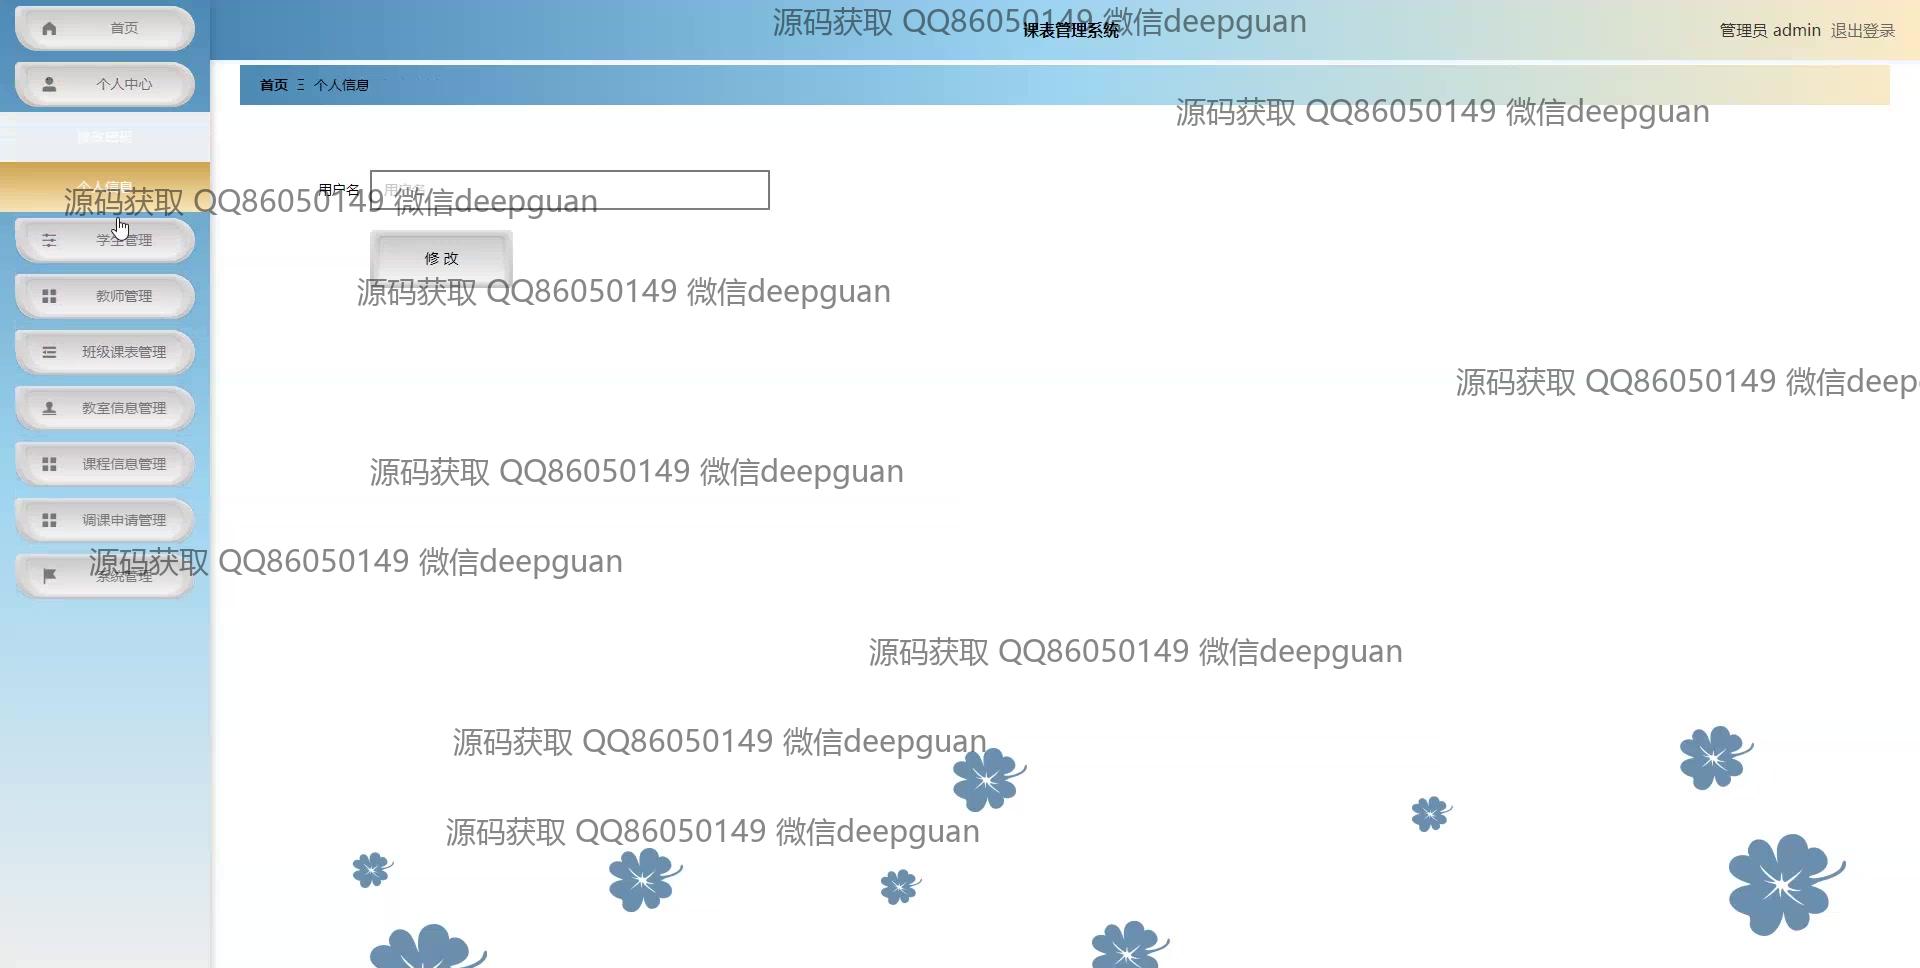 首页
源码获取 QQ86050149 微信deepguan
课表管理系统
管理员 admin 退出登录
个人中心
首页 Ξ 个人信息
源码获取 QQ86050149 微信deepguan
修改密码
个人信息
用户名 用户名
源码获取 QQ86050149 微信deepguan
学生管理
修 改
教师管理
源码获取 QQ86050149 微信deepguan
班级课表管理
源码获取 QQ86050149 微信deep
教室信息管理
课程信息管理
源码获取 QQ86050149 微信deepguan
调课申请管理
源码获取 QQ86050149 微信deepguan
系统管理
源码获取 QQ86050149 微信deepguan
源码获取 QQ86050149 微信deepguan
源码获取 QQ86050149 微信deepguan